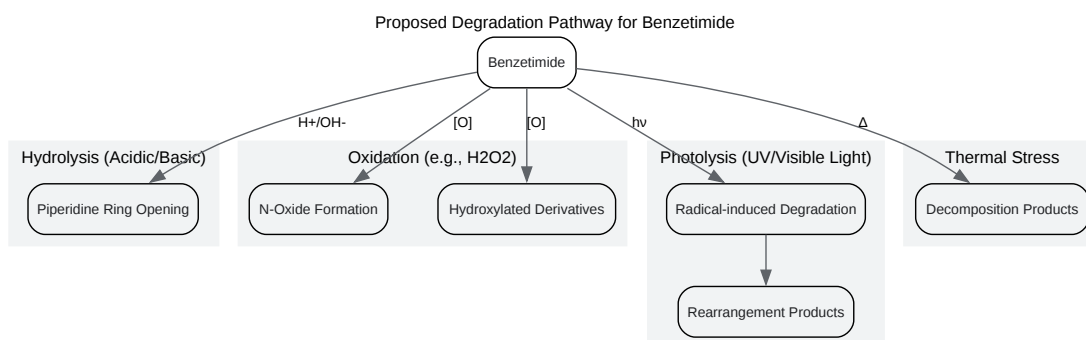 Proposed Degradation Pathway for Benzetimide
Benzetimide
H+/OH-
[O]
[O]
hν
Δ
Hydrolysis (Acidic/Basic)
Oxidation (e.g., H2O2)
Photolysis (UV/Visible Light)
Thermal Stress
Piperidine Ring Opening
N-Oxide Formation
Hydroxylated Derivatives
Radical-induced Degradation
Decomposition Products
Rearrangement Products